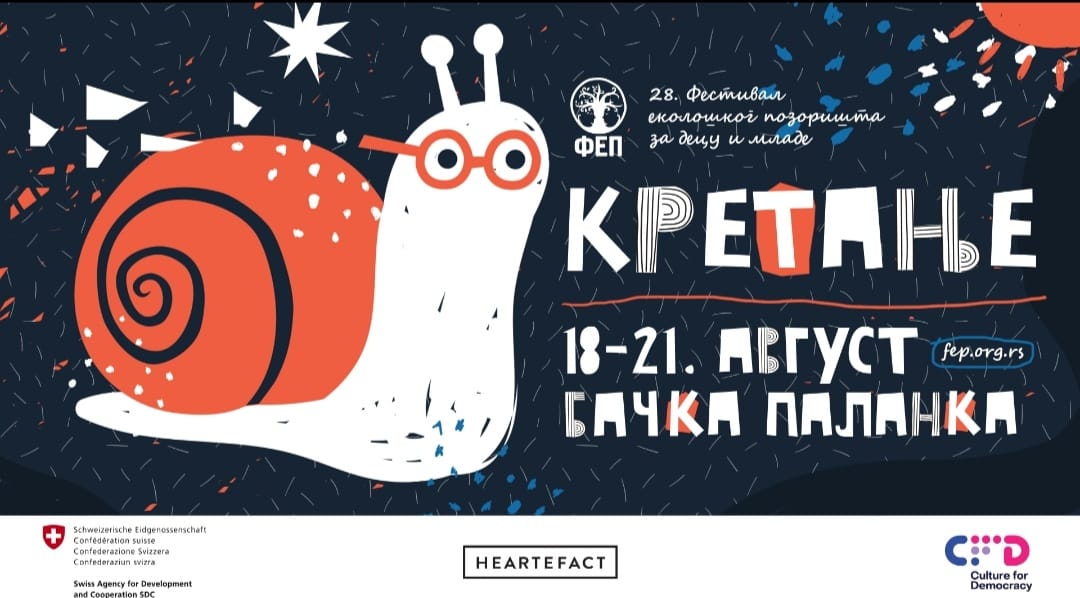 ФЕП
28. Фестивал
еколошког позоришта
за децу и младе
КРЕТАЊЕ
18-21. АВГУСТ
fep.org.rs
БАЧКА ПАЛАНКА
Schweizerische Eidgenossenschaft
Confédération suisse
Confederazione Svizzera
Confederaziun svizra
Swiss Agency for Development
and Cooperation SDC
HEARTEFACT
CFD
Culture for
Democracy